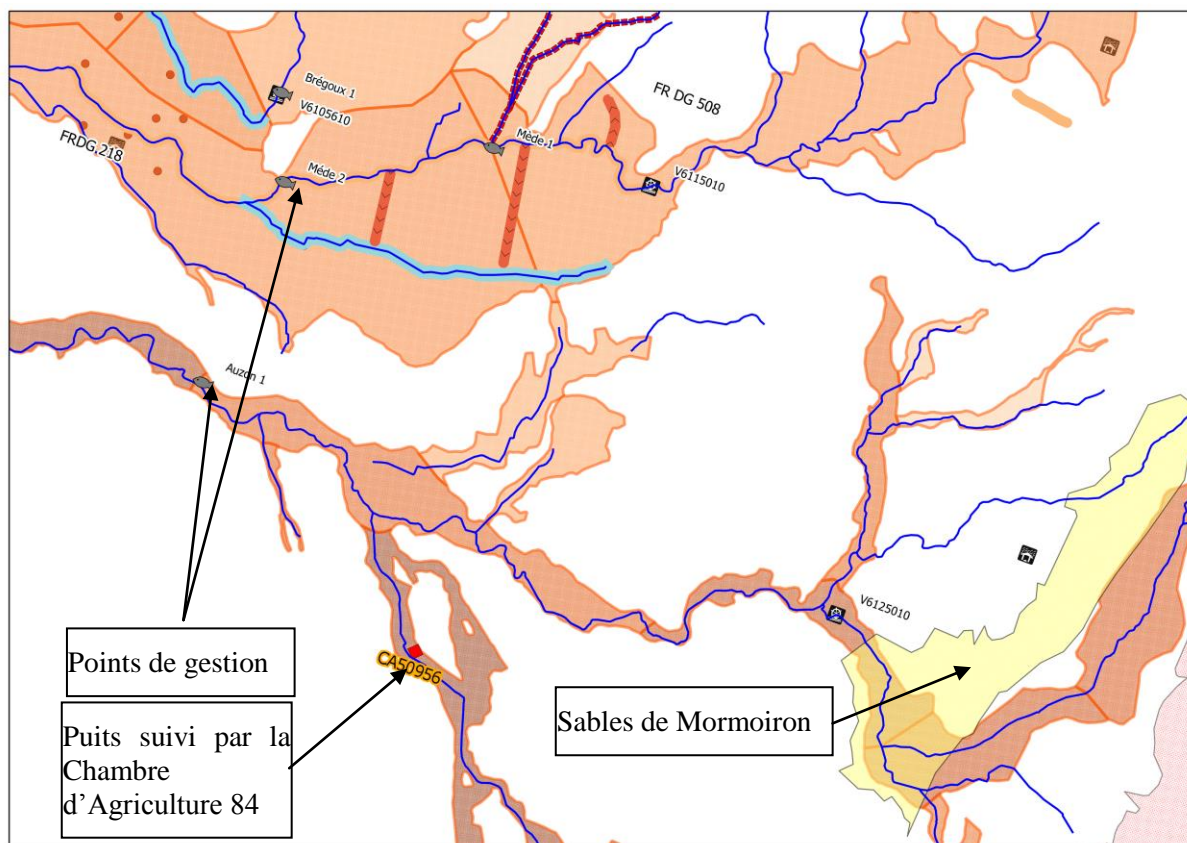 Brégoux 1
V6105610
FRDG 218
Mède 2
Mède 1
FR DG 508
V6115010
Auzon 1
CA50956
V6125010
Points de gestion
Puits suivi par la
Chambre
d'Agriculture 84
Sables de Mormoiron